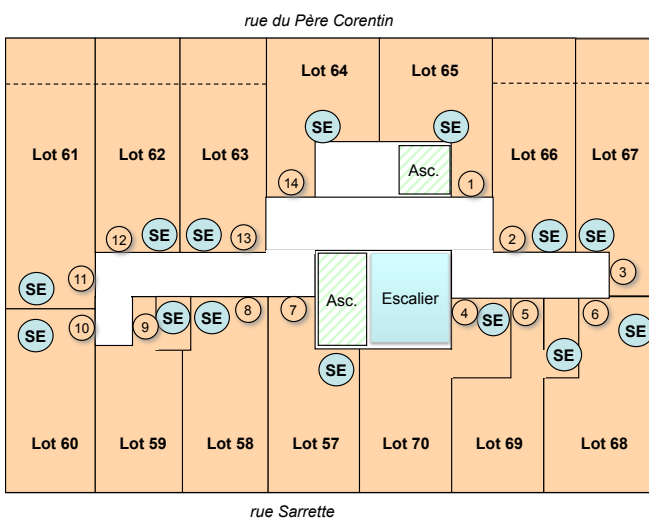 rue du Père Corentin
Lot 64 Lot 65
SE SE
Lot 61 Lot 62 Lot 63 Lot 66 Lot 67
Asc.
14 1
12 SE SE 13 2 SE SE
11 3
SE
Asc. Escalier
10 9 SE SE 8 7 4 SE 5 6
SE SE
SE SE
Lot 60 Lot 59 Lot 58 Lot 57 Lot 70 Lot 69 Lot 68
rue Sarrette